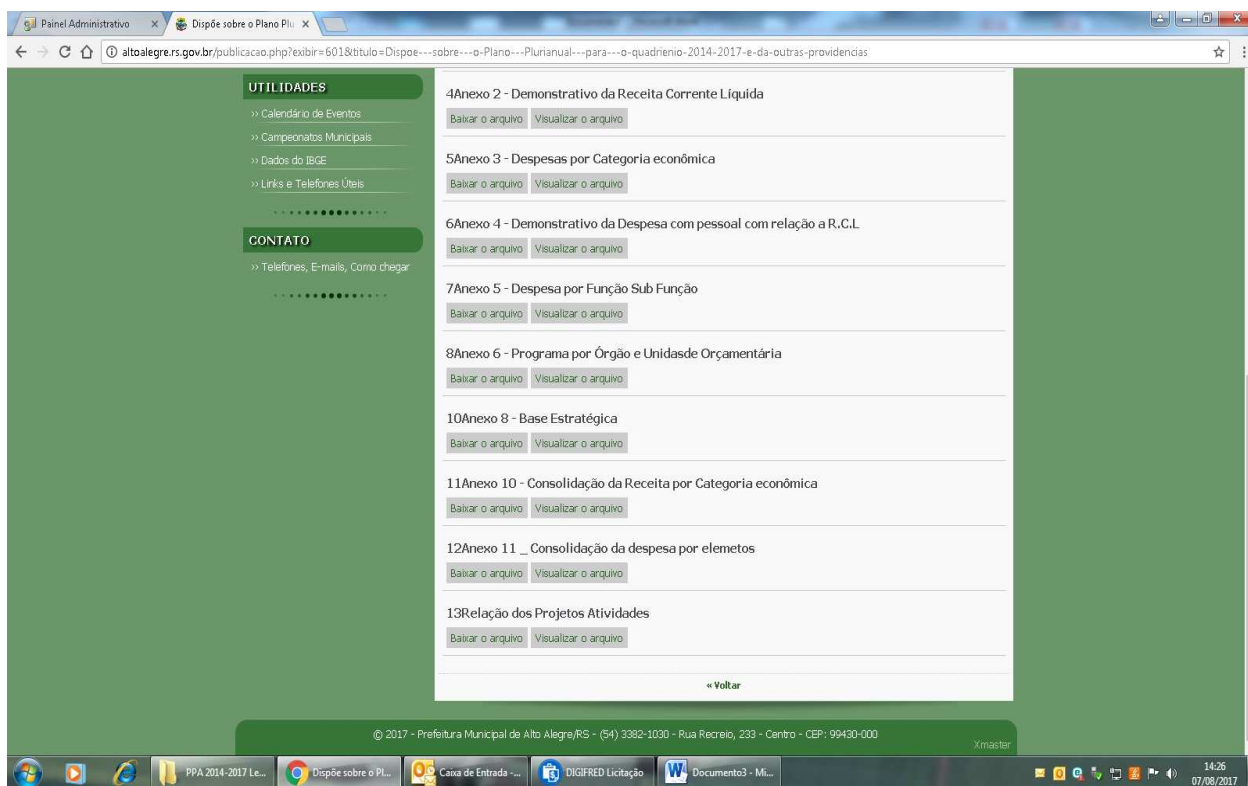 Painel Administrativo
Dispõe sobre o Plano Plu
altoalegre.rs.gov.br/publicacao.php?exibir=601&titulo=Dispoe---sobre---o-Plano---Plurianual---para---o-quadrienio-2014-2017-e-da-outras-providencias
UTILIDADES
›› Calendário de Eventos
›› Campeonatos Municipais
›› Dados do IBGE
›› Links e Telefones Úteis
CONTATO
›› Telefones, E-mails, Como chegar
4Anexo 2 - Demonstrativo da Receita Corrente Líquida
Baixar o arquivo Visualizar o arquivo
5Anexo 3 - Despesas por Categoria econômica
Baixar o arquivo Visualizar o arquivo
6Anexo 4 - Demonstrativo da Despesa com pessoal com relação a R.C.L
Baixar o arquivo Visualizar o arquivo
7Anexo 5 - Despesa por Função Sub Função
Baixar o arquivo Visualizar o arquivo
8Anexo 6 - Programa por Órgão e Unidasde Orçamentária
Baixar o arquivo Visualizar o arquivo
10Anexo 8 - Base Estratégica
Baixar o arquivo Visualizar o arquivo
11Anexo 10 - Consolidação da Receita por Categoria econômica
Baixar o arquivo Visualizar o arquivo
12Anexo 11 _ Consolidação da despesa por elemetos
Baixar o arquivo Visualizar o arquivo
13Relação dos Projetos Atividades
Baixar o arquivo Visualizar o arquivo
« Voltar
© 2017 - Prefeitura Municipal de Alto Alegre/RS - (54) 3382-1030 - Rua Recreio, 233 - Centro - CEP: 99430-000
Xmaster
PPA 2014-2017 Le...
Dispõe sobre o Pl...
Caixa de Entrada -...
DIGIFRED Licitação
Documento3 - Mi...
14:26
07/08/2017